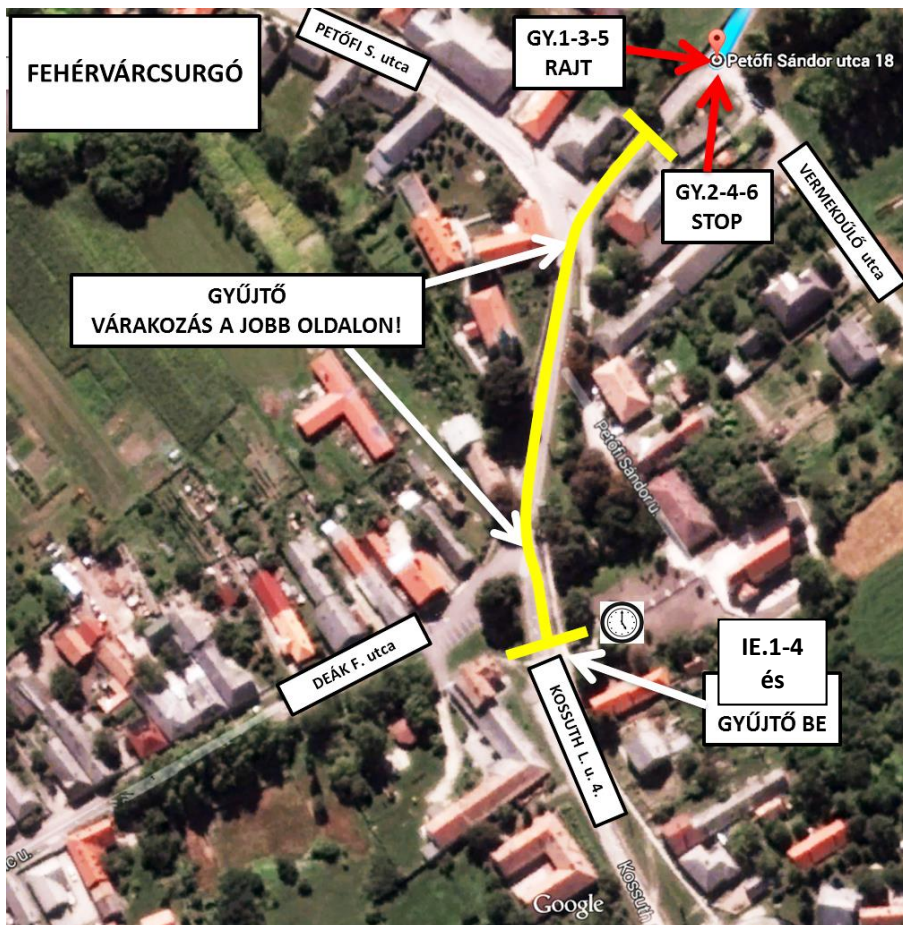 FEHÉRVÁRCSURGÓ
PETŐFI S. utca
GY.1-3-5
RAJT
Petőfi Sándor utca 18
GY.2-4-6
STOP
VERMEKDŰLŐ utca
GYŰJTŐ
VÁRAKOZÁS A JOBB OLDALON!
Petőfi Sándor u.
DEÁK F. utca
IE.1-4
és
GYŰJTŐ BE
KOSSUTH L. u. 4.
Kossuth
Google